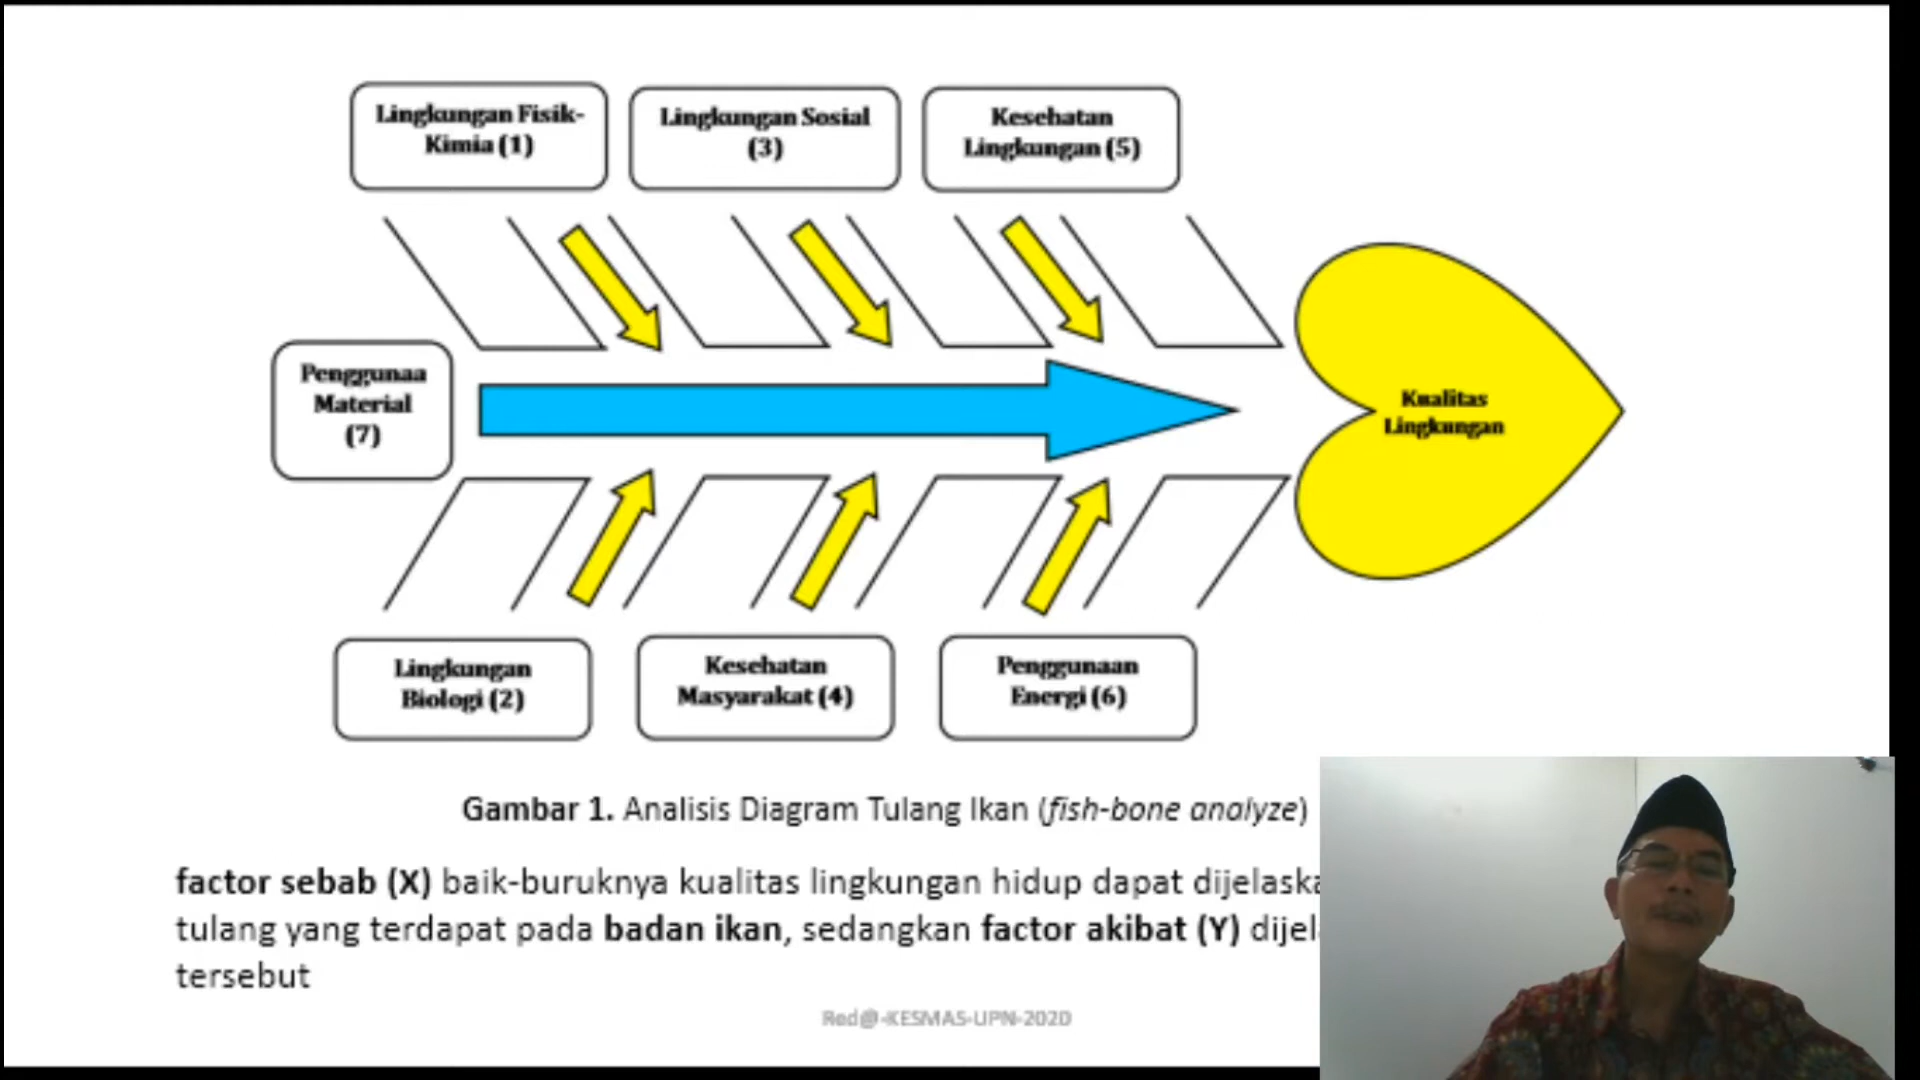 Lingkungan Fisik-
Kimia (1)
Lingkungan Sosial
(3)
Kesehatan
Lingkungan (5)
Penggunaa
Material
(7)
Kualitas
Lingkungan
Lingkungan
Biologi (2)
Kesehatan
Masyarakat (4)
Penggunaan
Energi (6)
Gambar 1. Analisis Diagram Tulang Ikan (fish-bone analyze)
factor sebab (X) baik-buruknya kualitas lingkungan hidup dapat dijelaska
tulang yang terdapat pada badan ikan, sedangkan factor akibat (Y) dijel
tersebut
Red@-KESMAS-UPN-2020